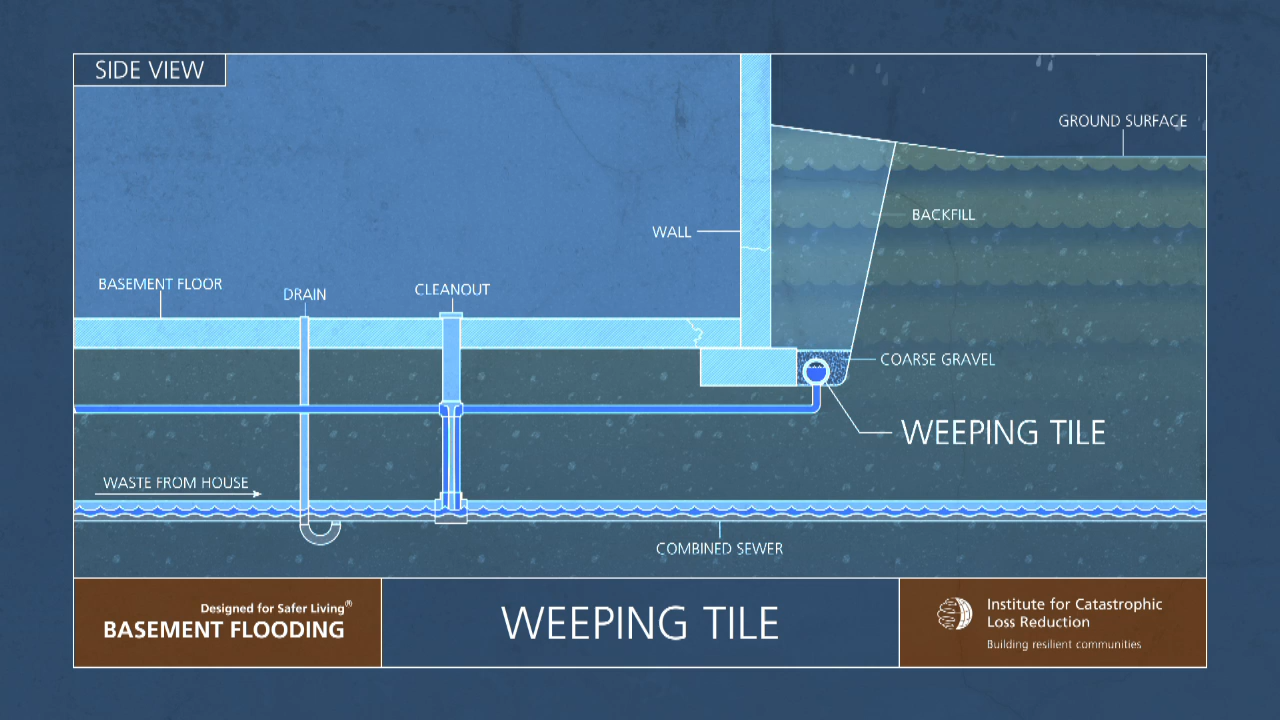 SIDE VIEW
GROUND SURFACE
BACKFILL
WALL
BASEMENT FLOOR
DRAIN
CLEANOUT
COARSE GRAVEL
WEEPING TILE
WASTE FROM HOUSE
COMBINED SEWER
Designed for Safer Living®
BASEMENT FLOODING
WEEPING TILE
Institute for Catastrophic
Loss Reduction
Building resilient communities